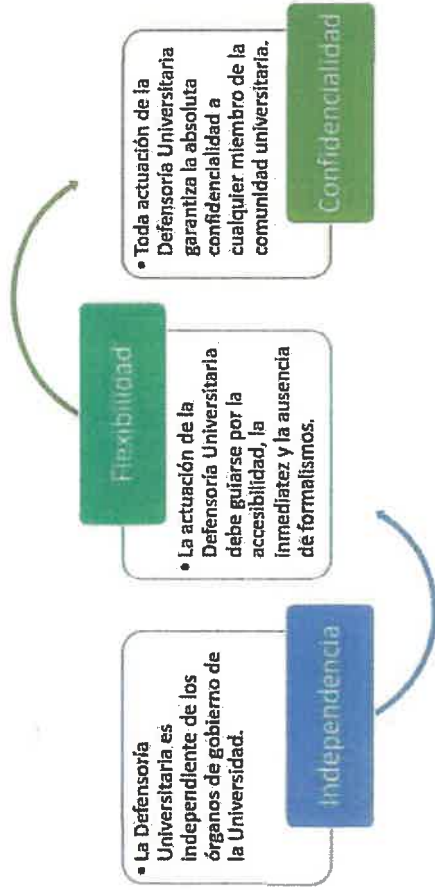 • La Defensoría
Universitaria es
independiente de los
órganos de gobierno de
la Universidad.
Independencia
Flexibilidad
• La actuación de la
Defensoría Universitaria
debe guiarse por la
accesibilidad, la
inmediatez y la ausencia
de formalismos.
• Toda actuación de la
Defensoría Universitaria
garantiza la absoluta
confidencialidad a
cualquier miembro de la
comunidad universitaria.
Confidencialidad